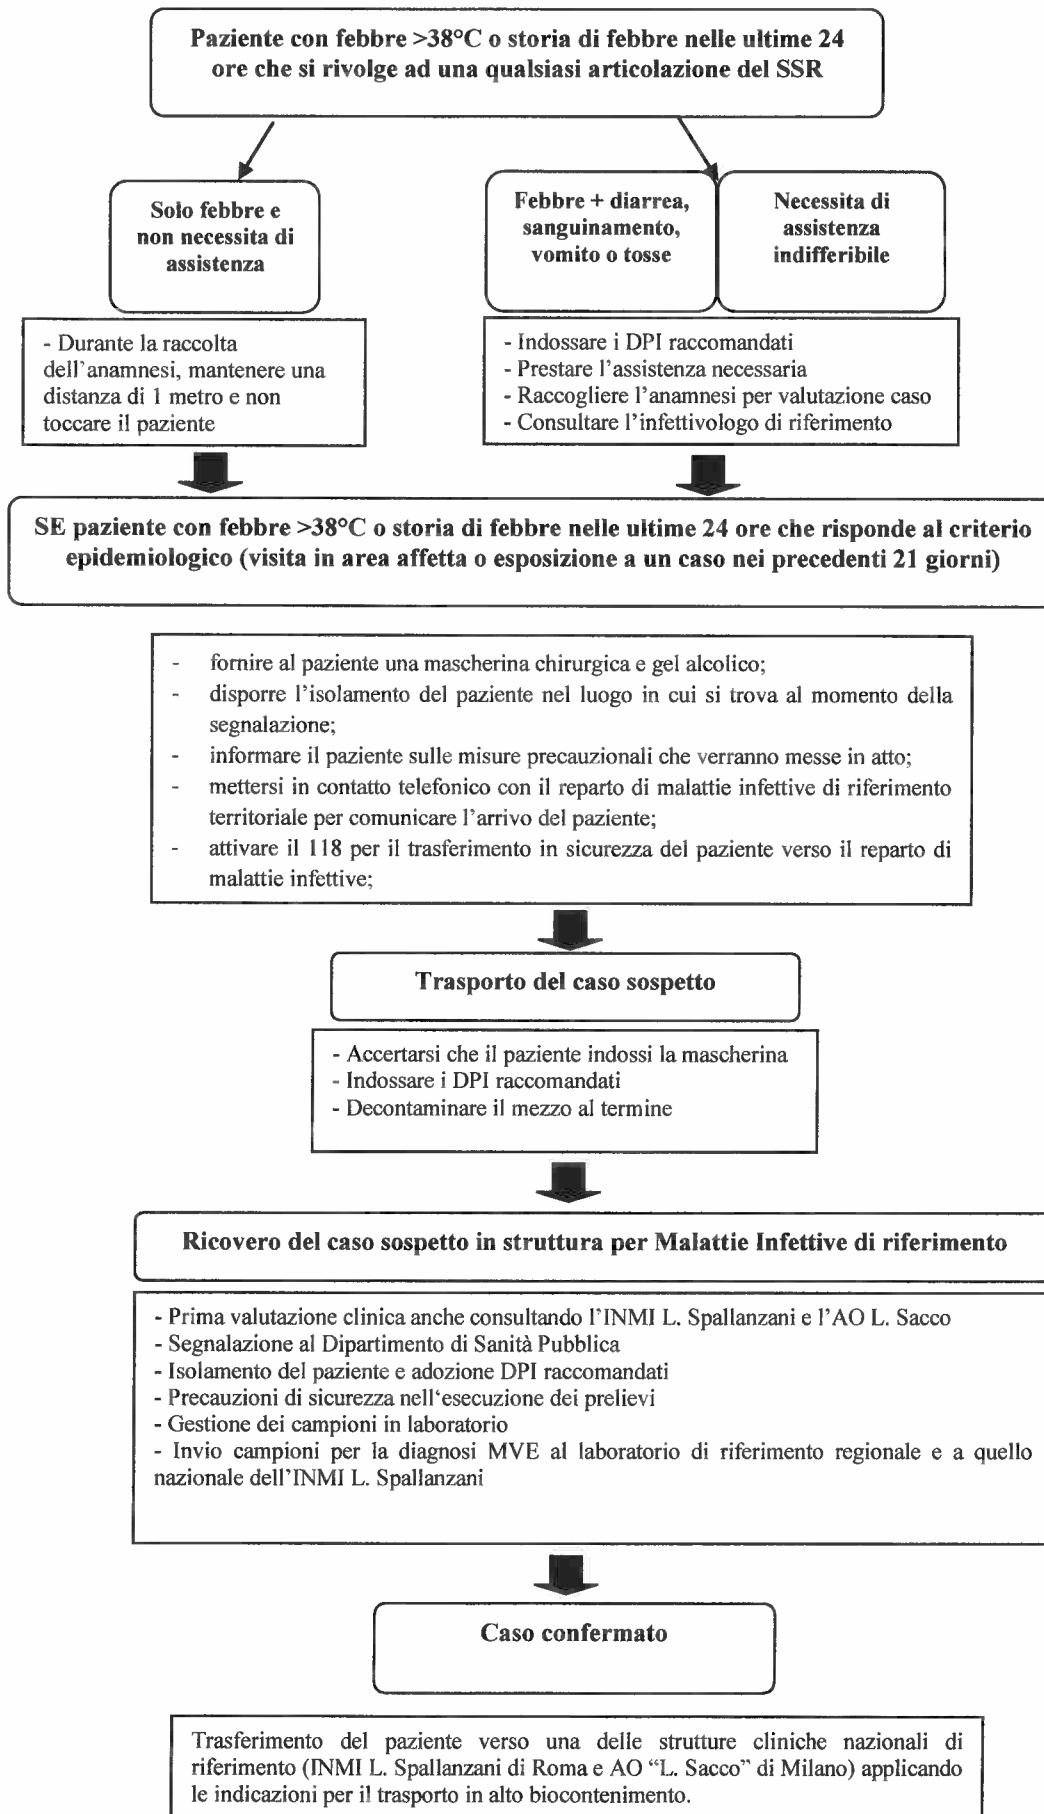 Paziente con febbre >38°C o storia di febbre nelle ultime 24
ore che si rivolge ad una qualsiasi articolazione del SSR
Solo febbre e
non necessita di
assistenza
Febbre + diarrea,
sanguinamento,
vomito o tosse
Necessita di
assistenza
indifferibile
- Durante la raccolta
dell'anamnesi, mantenere una
distanza di 1 metro e non
toccare il paziente
- Indossare i DPI raccomandati
- Prestare l'assistenza necessaria
- Raccogliere l'anamnesi per valutazione caso
- Consultare l'infettivologo di riferimento
SE paziente con febbre >38°C o storia di febbre nelle ultime 24 ore che risponde al criterio
epidemiologico (visita in area affetta o esposizione a un caso nei precedenti 21 giorni)
- fornire al paziente una mascherina chirurgica e gel alcolico;
- disporre l'isolamento del paziente nel luogo in cui si trova al momento della
segnalazione;
- informare il paziente sulle misure precauzionali che verranno messe in atto;
- mettersi in contatto telefonico con il reparto di malattie infettive di riferimento
territoriale per comunicare l'arrivo del paziente;
- attivare il 118 per il trasferimento in sicurezza del paziente verso il reparto di
malattie infettive;
Trasporto del caso sospetto
- Accertarsi che il paziente indossi la mascherina
- Indossare i DPI raccomandati
- Decontaminare il mezzo al termine
Ricovero del caso sospetto in struttura per Malattie Infettive di riferimento
- Prima valutazione clinica anche consultando l'INMI L. Spallanzani e l'AO L. Sacco
- Segnalazione al Dipartimento di Sanità Pubblica
- Isolamento del paziente e adozione DPI raccomandati
- Precauzioni di sicurezza nell'esecuzione dei prelievi
- Gestione dei campioni in laboratorio
- Invio campioni per la diagnosi MVE al laboratorio di riferimento regionale e a quello
nazionale dell'INMI L. Spallanzani
Caso confermato
Trasferimento del paziente verso una delle strutture cliniche nazionali di
riferimento (INMI L. Spallanzani di Roma e AO "L. Sacco" di Milano) applicando
le indicazioni per il trasporto in alto biocontenimento.